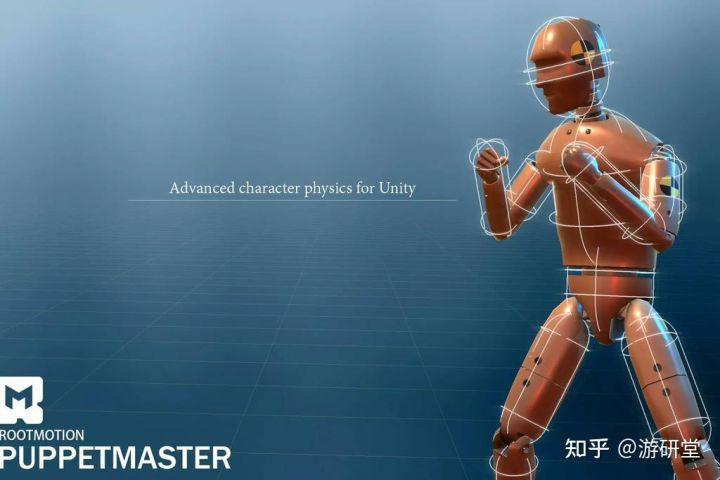 Advanced character physics for Unity
ROOTMOTION
PUPPETMASTER
知乎 @游研堂